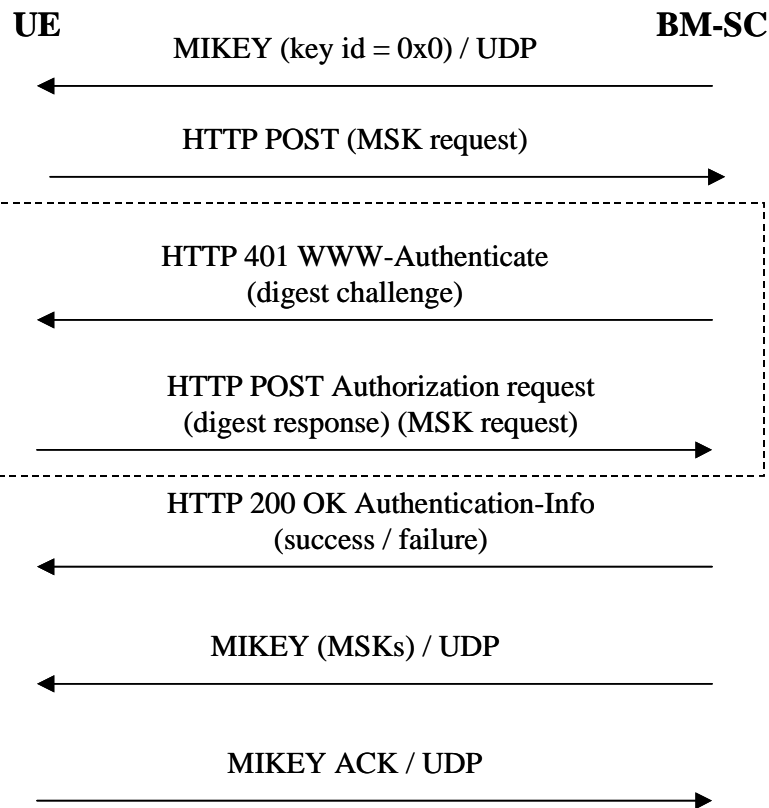 UE
BM-SC
MIKEY (key id = 0x0) / UDP
HTTP POST (MSK request)
HTTP 401 WWW-Authenticate
(digest challenge)
HTTP POST Authorization request
(digest response) (MSK request)
HTTP 200 OK Authentication-Info
(success / failure)
MIKEY (MSKs) / UDP
MIKEY ACK / UDP